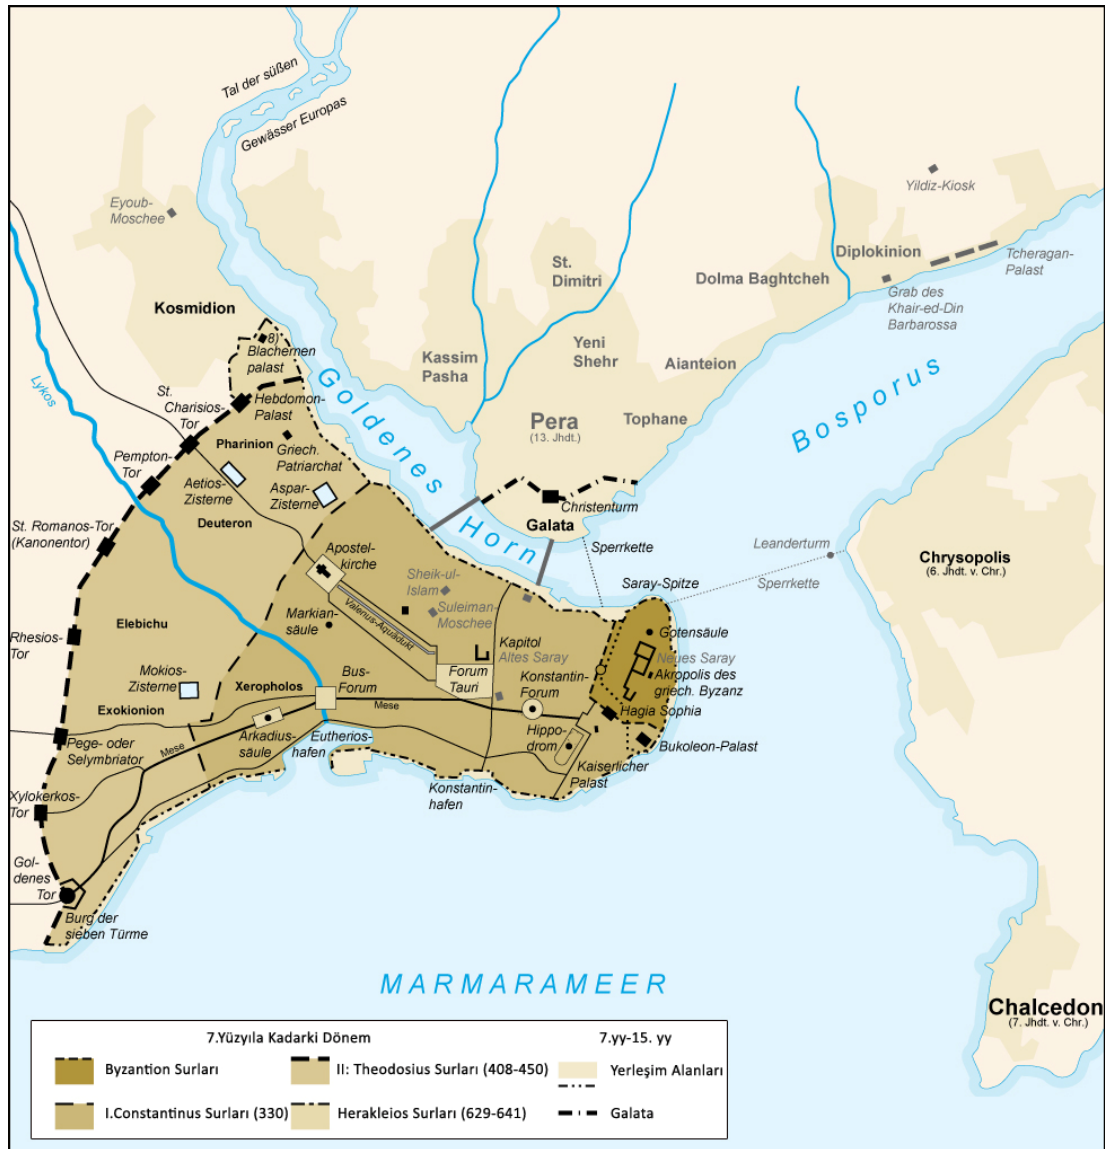 Tal der süßen
Gewässer Europas
Eyoub-
Moschee
Yildiz-Kiosk
St.
Dimitri
Diplokinion
Dolma Baghtcheh
Tcheragan-
Palast
Grab des
Khair-ed-Din
Barbarossa
Kosmidion
8)
Blachernen
palast
Kassim
Pasha
Yeni
Shehr
Aianteion
Lykos
Goldenes
Horn
Bosporus
St.
Charisios-
Tor
Hebdomon-
Palast
Pera
(13. Jhdt.)
Tophane
Pharinion
Griech.
Patriarchat
Pempton-
Tor
Aetios-
Zisterne
Aspar-
Zisterne
Christenturm
Galata
Deuteron
St. Romanos-Tor
(Kanonentor)
Sperrkette
Leanderturm
Sperrkette
Chrysopolis
(6. Jhdt. v. Chr.)
Apostel-
kirche
Sheik-ul-
Islam
Saray-Spitze
Suleiman-
Moschee
Markian-
säule
Valenus-Aquädukt
Elebichu
Rhesios-
Tor
Gotensäule
Kapitol
Altes Saray
Neues Saray
Akropolis des
griech. Byzanz
Mokios-
Zisterne
Xeropholos
Bus-
Forum
Forum
Tauri
Konstantin-
Forum
Exokionion
Mese
Hagia Sophia
Pege- oder
Selymbriator
Mese
Arkadius-
säule
Eutherios-
hafen
Hippo-
drom
Bukoleon-Palast
Kaiserlicher
Palast
Konstantin-
hafen
Xylokerkos-
Tor
Gol-
denes
Tor
Burg der
sieben Türme
MARMARAMEER
Chalcedon
(7. Jhdt. v. Chr.)
7.Yüzyıla Kadarki Dönem
7.yy-15. yy
Byzantion Surları
II: Theodosius Surları (408-450)
Yerleşim Alanları
I.Constantinus Surları (330)
Herakleios Surları (629-641)
Galata